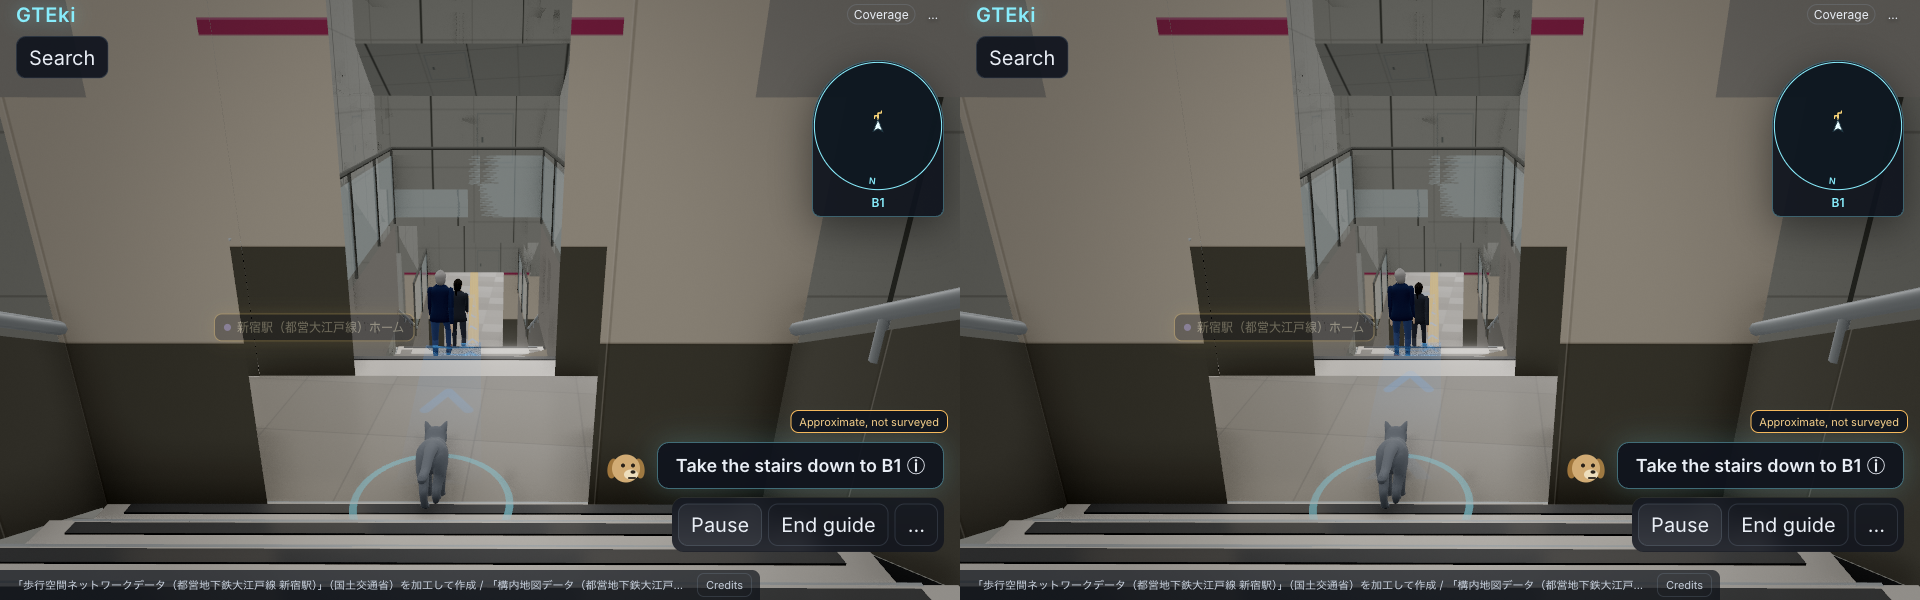 GTEki
Coverage
...
Search
N
B1
新宿駅（都営大江戸線）ホーム
Approximate, not surveyed
Take the stairs down to B1 ⓘ
Pause
End guide
...
「歩行空間ネットワークデータ（都営地下鉄大江戸線 新宿駅）」（国土交通省）を加工して作成 / 「構内地図データ（都営地下鉄大江戸...
Credits
GTEki
Coverage
...
Search
N
B1
新宿駅（都営大江戸線）ホーム
Approximate, not surveyed
Take the stairs down to B1 ⓘ
Pause
End guide
...
「歩行空間ネットワークデータ（都営地下鉄大江戸線 新宿駅）」（国土交通省）を加工して作成 / 「構内地図データ（都営地下鉄大江戸...
Credits